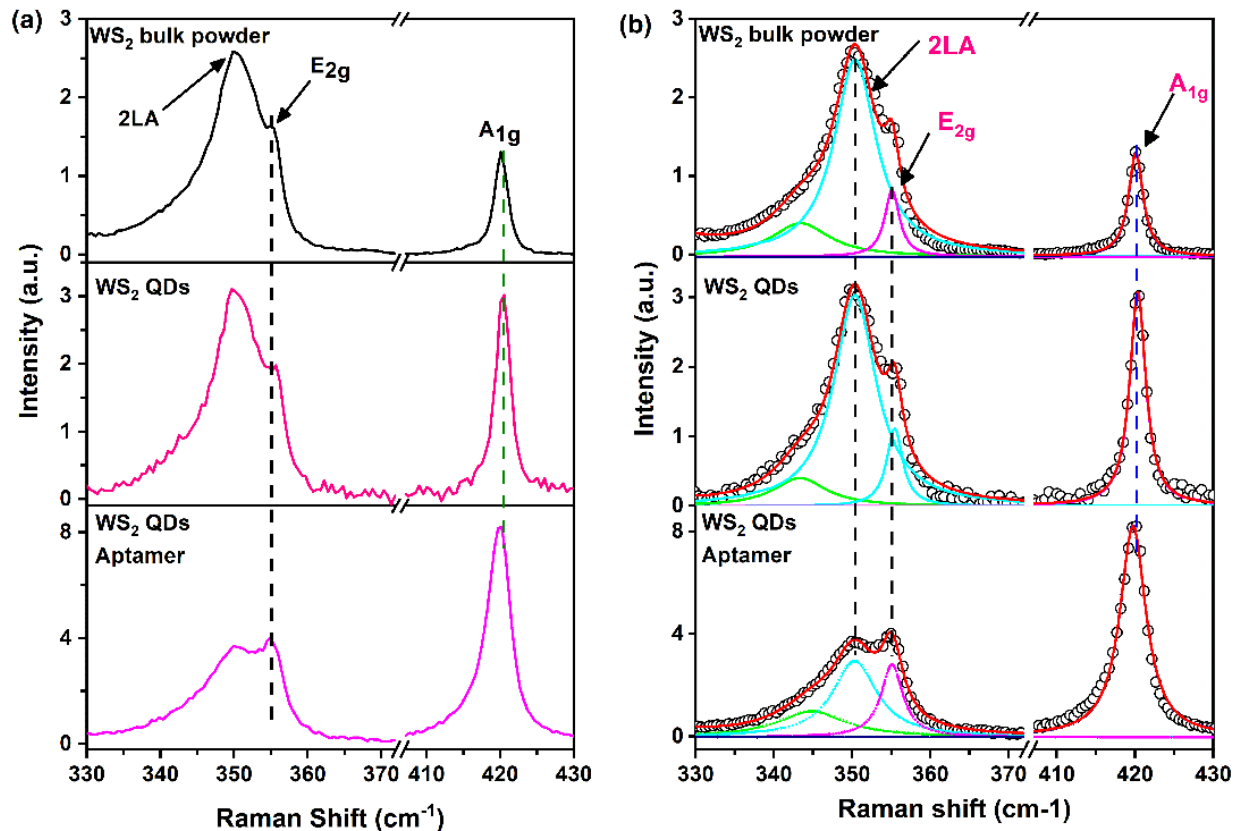 (a)
WS₂ bulk powder
2LA
E₂g
A₁g
3
2
1
0
WS₂ QDs
3
2
1
0
WS₂ QDs
Aptamer
8
4
0
Intensity (a.u.)
330 340 350 360 370 420 430
Raman Shift (cm⁻¹)
(b)
WS₂ bulk powder
2LA
E₂g
A₁g
3
2
1
0
WS₂ QDs
3
2
1
0
WS₂ QDs
Aptamer
8
4
0
Intensity (a.u.)
330 340 350 360 370 410 420 430
Raman shift (cm-1)